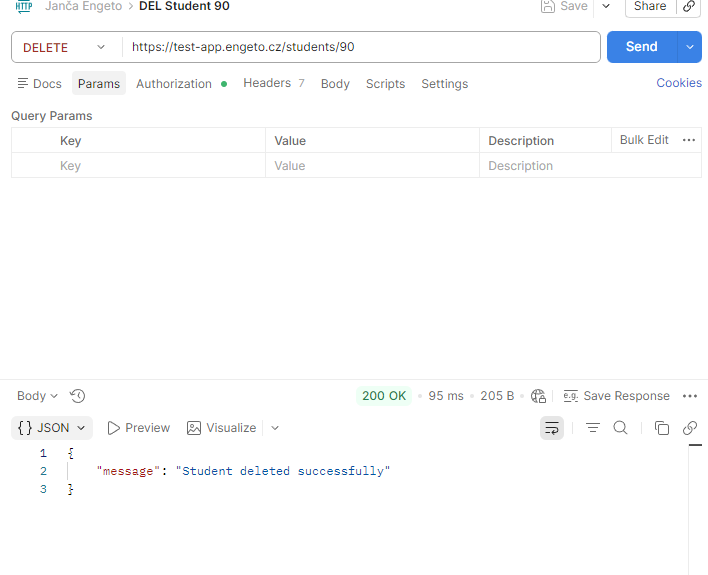 HTTP Janča Engeto > DEL Student 90 Save Share
DELETE https://test-app.engeto.cz/students/90 Send
Docs Params Authorization Headers 7 Body Scripts Settings Cookies
Query Params
Key Value Description Bulk Edit
Key Value Description
Body 200 OK 95 ms 205 B e.g. Save Response
{} JSON Preview Visualize
1 {
2 "message": "Student deleted successfully"
3 }